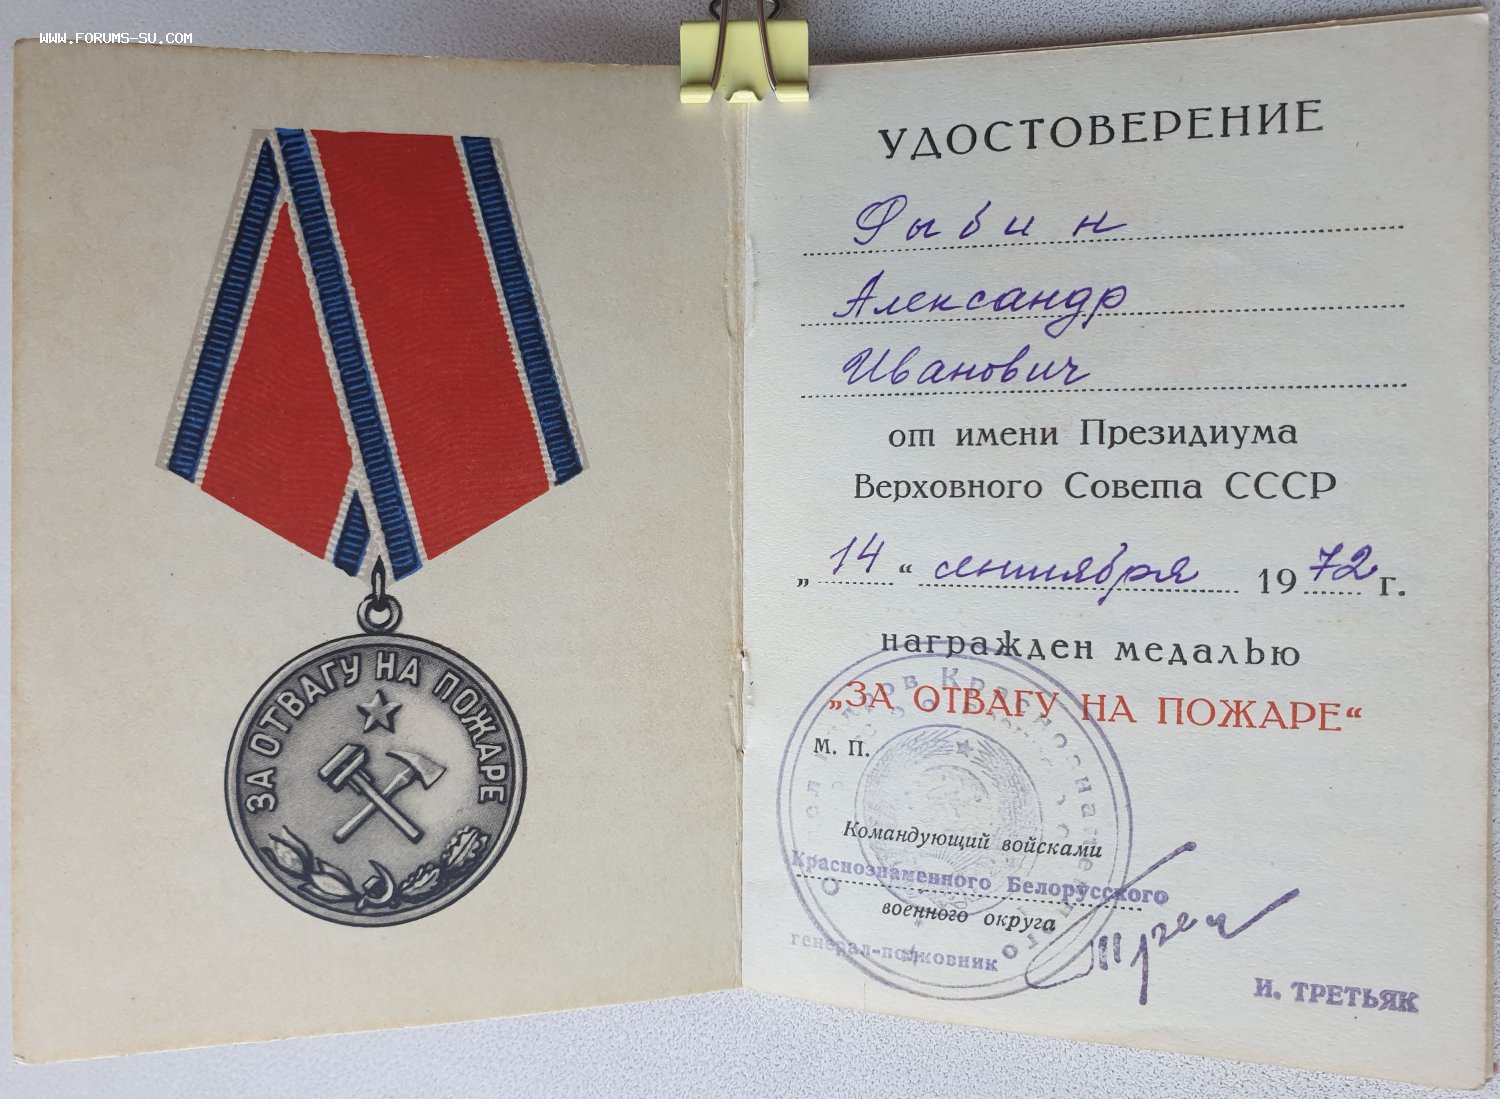 WWW.FORUMS-SU.COM
ЗА ОТВАГУ НА ПОЖАРЕ
УДОСТОВЕРЕНИЕ
Рыбин
Александр
Иванович
от имени Президиума
Верховного Совета СССР
„14“ сентября 1972 г.
награжден медалью
„ЗА ОТВАГУ НА ПОЖАРЕ“
М. П.
Командующий войсками
Краснознаменного Белорусского
военного округа
генерал-полковник
И. ТРЕТЬЯК